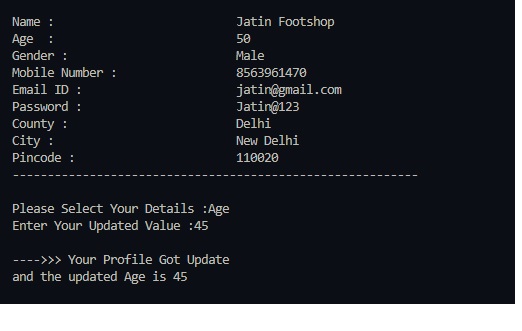 Name :                          Jatin Footshop
Age  :                          50
Gender :                        Male
Mobile Number :                 8563961470
Email ID :                      jatin@gmail.com
Password :                      Jatin@123
County :                        Delhi
City :                          New Delhi
Pincode :                       110020
----------------------------------------------------------
Please Select Your Details :Age
Enter Your Updated Value :45
---->>> Your Profile Got Update
and the updated Age is 45